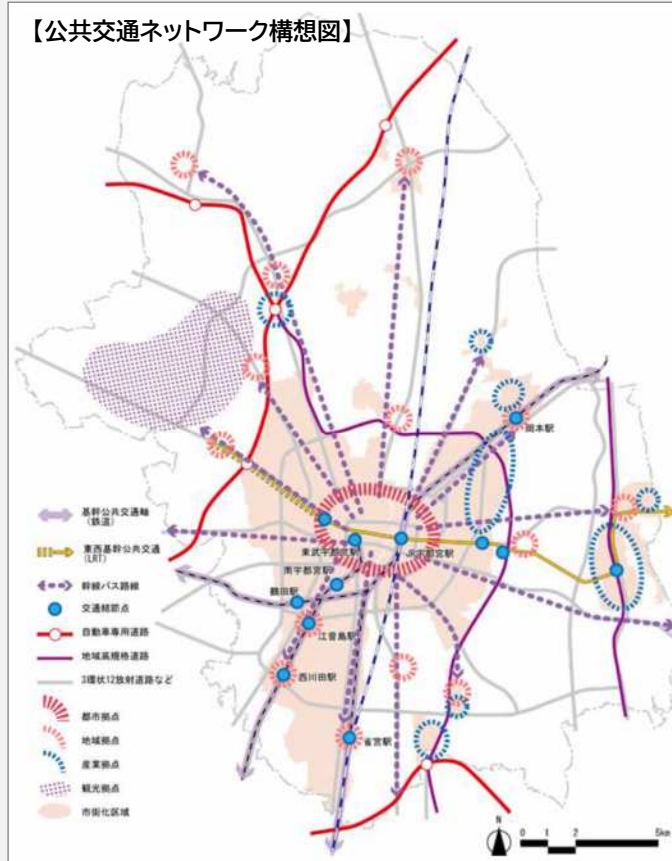 【公共交通ネットワーク構想図】
岡本駅
東武宇都宮駅
JR宇都宮駅
南宇都宮駅
鶴田駅
江曽島駅
西川田駅
雀宮駅
基幹公共交通軸
(鉄道)
東西基幹公共交通
(LRT)
幹線バス路線
交通結節点
自動車専用道路
地域高規格道路
3環状12放射道路など
都市拠点
地域拠点
産業拠点
観光拠点
市街化区域
N
0 1 2 5km